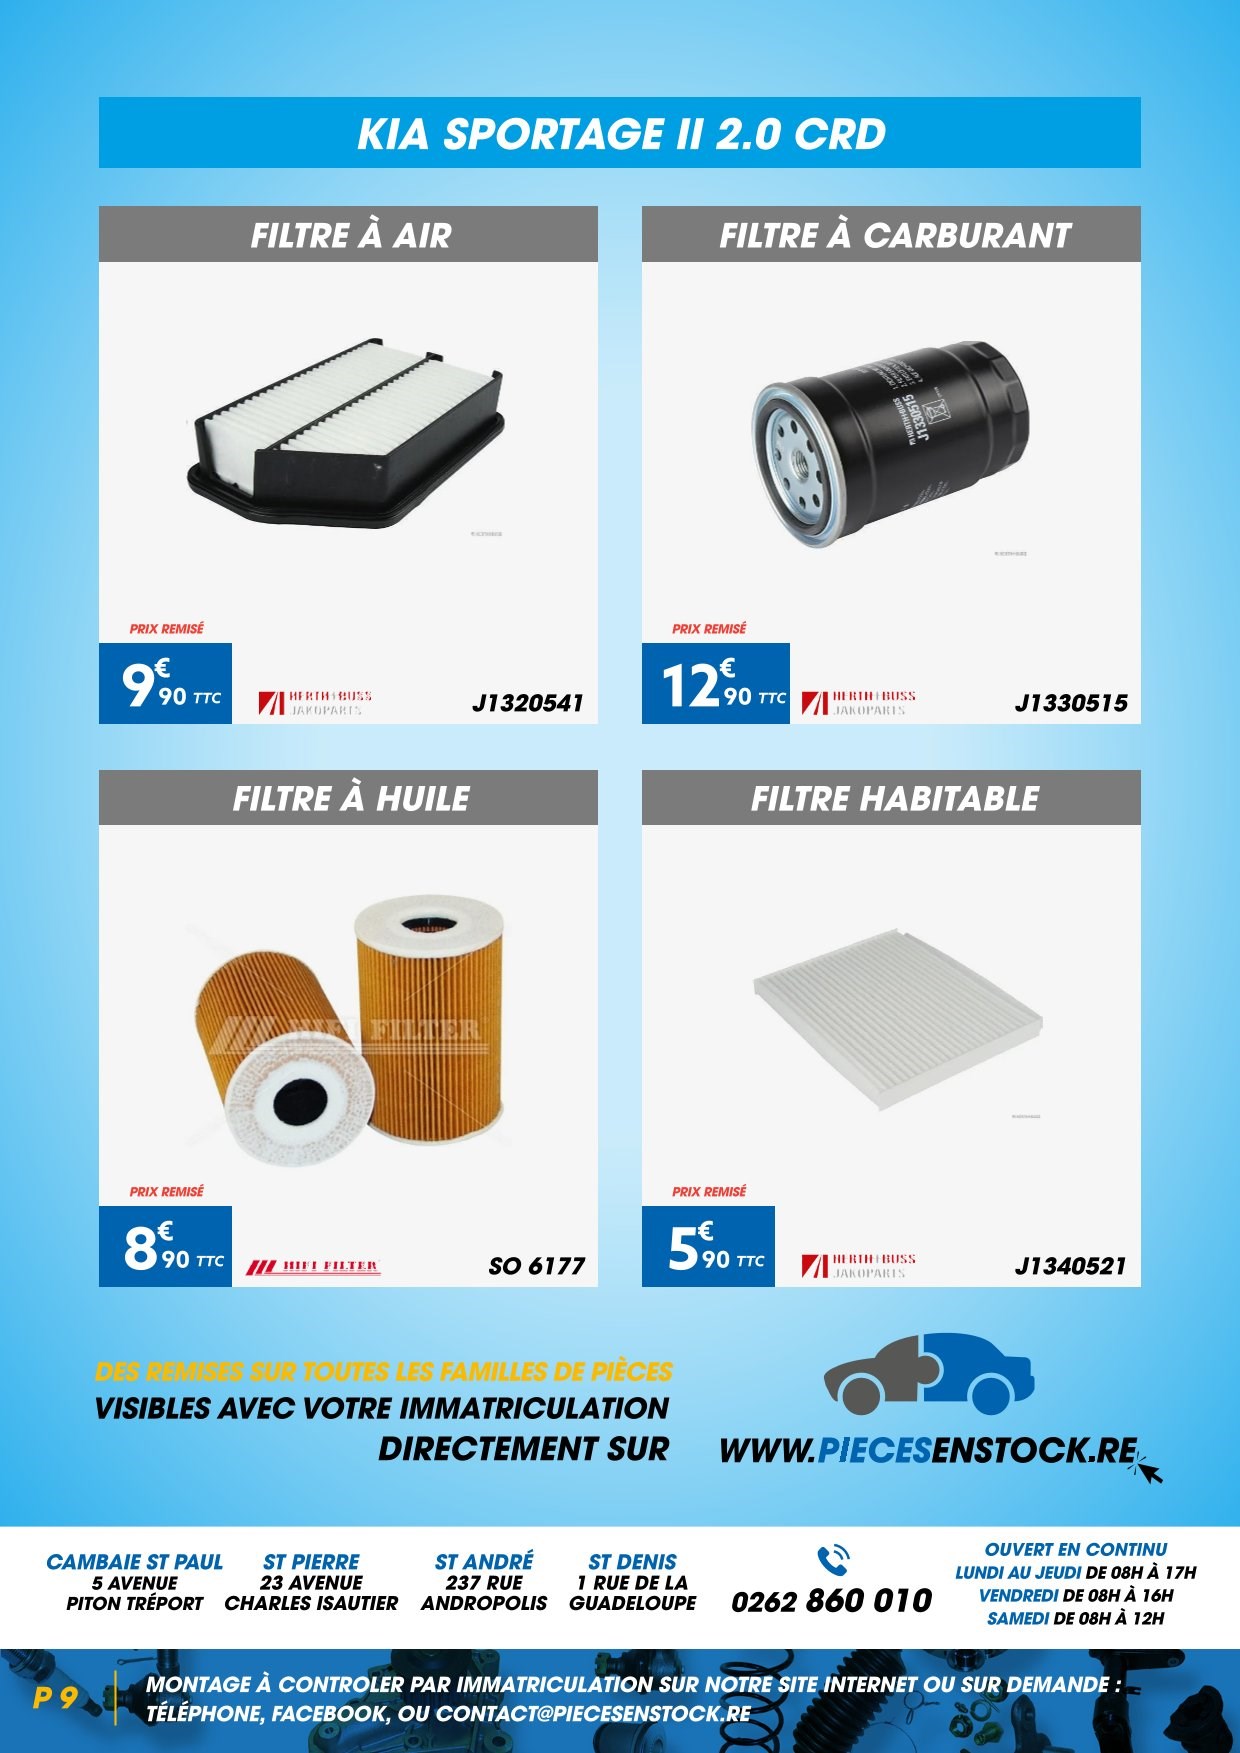 KIA SPORTAGE II 2.0 CRD
FILTRE À AIR
PRIX REMISÉ
9€90 TTC
HERTH+BUSS
JAKOPARTS
J1320541
FILTRE À CARBURANT
HERTH+BUSS
J1330515
PRIX REMISÉ
12€90 TTC
HERTH+BUSS
JAKOPARTS
J1330515
FILTRE À HUILE
HIFI FILTER
PRIX REMISÉ
8€90 TTC
HIFI FILTER
SO 6177
FILTRE HABITABLE
PRIX REMISÉ
5€90 TTC
HERTH+BUSS
JAKOPARTS
J1340521
DES REMISES SUR TOUTES LES FAMILLES DE PIÈCES
VISIBLES AVEC VOTRE IMMATRICULATION
DIRECTEMENT SUR
WWW.PIECESENSTOCK.RE
CAMBAIE ST PAUL
5 AVENUE
PITON TRÉPORT
ST PIERRE
23 AVENUE
CHARLES ISAUTIER
ST ANDRÉ
237 RUE
ANDROPOLIS
ST DENIS
1 RUE DE LA
GUADELOUPE
0262 860 010
OUVERT EN CONTINU
LUNDI AU JEUDI DE 08H À 17H
VENDREDI DE 08H À 16H
SAMEDI DE 08H À 12H
P 9
MONTAGE À CONTROLER PAR IMMATRICULATION SUR NOTRE SITE INTERNET OU SUR DEMANDE :
TÉLÉPHONE, FACEBOOK, OU CONTACT@PIECESENSTOCK.RE